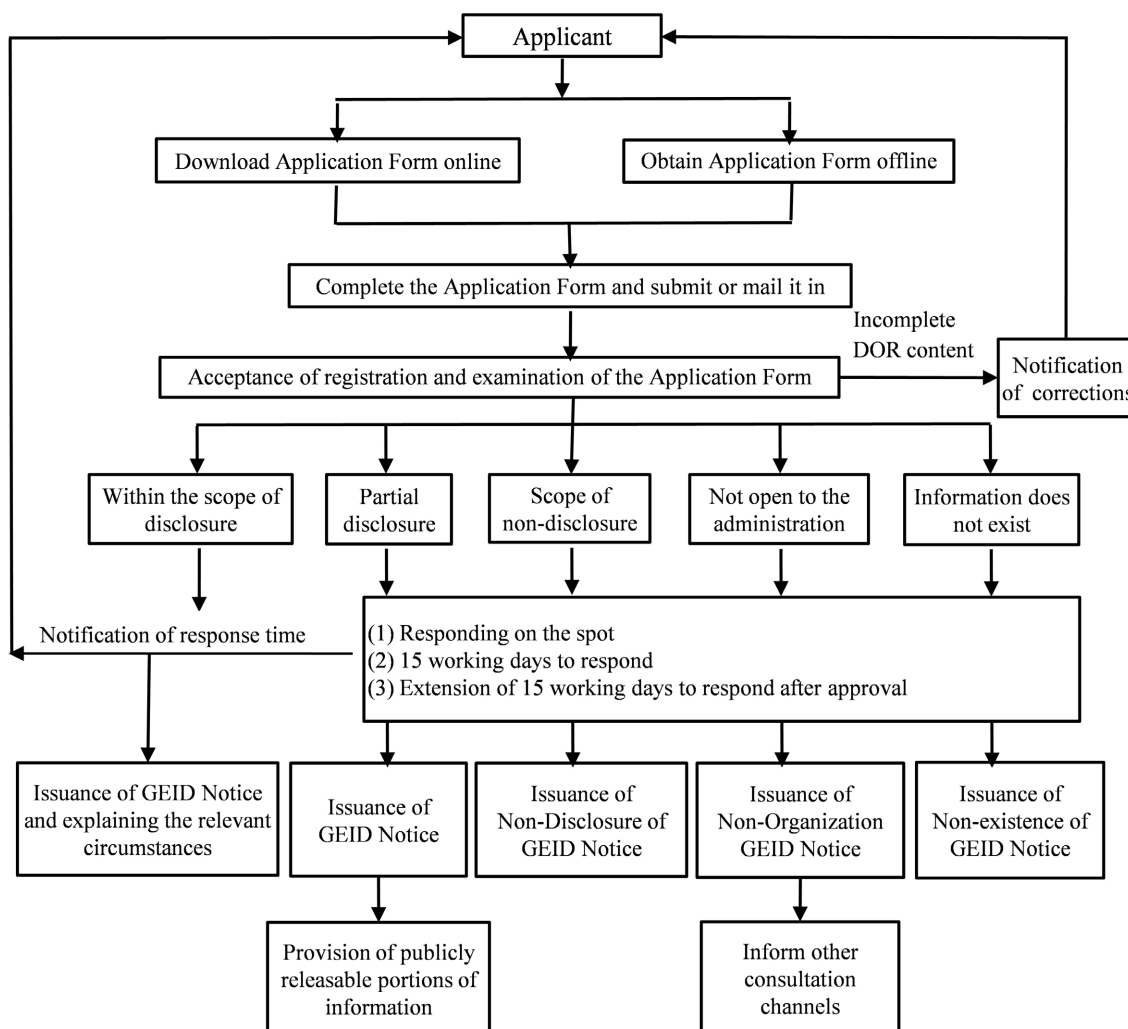 Applicant
Download Application Form online
Obtain Application Form offline
Complete the Application Form and submit or mail it in
Incomplete
DOR content
Acceptance of registration and examination of the Application Form
Notification
of corrections
Within the scope of
disclosure
Partial
disclosure
Scope of
non-disclosure
Not open to the
administration
Information does
not exist
Notification of response time
(1) Responding on the spot
(2) 15 working days to respond
(3) Extension of 15 working days to respond after approval
Issuance of GEID Notice
and explaining the relevant
circumstances
Issuance of
GEID Notice
Issuance of
Non-Disclosure of
GEID Notice
Issuance of
Non-Organization
GEID Notice
Issuance of
Non-existence of
GEID Notice
Provision of publicly
releasable portions of
information
Inform other
consultation
channels